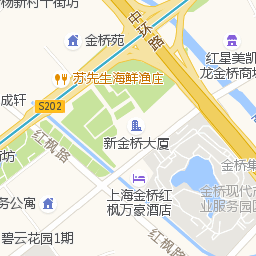 杨新村十街坊
金桥苑
中环路
红星美凯
龙金桥商场
苏先生海鲜渔庄
成轩
S202
红枫路
新金桥大厦
街坊
金桥集
金桥现代产
业服务园区
上海金桥红
枫万豪酒店
务公寓
碧云花园1期
红枫路